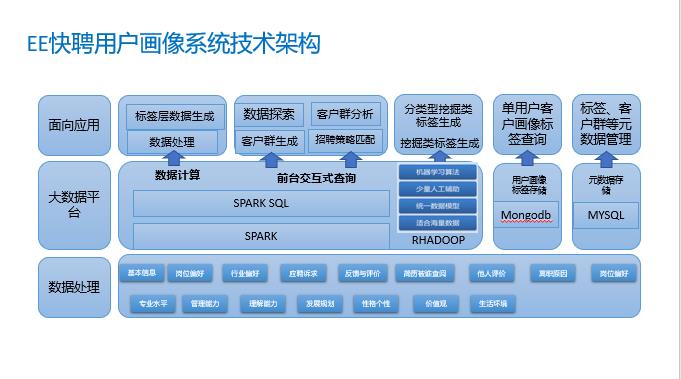 EE快聘用户画像系统技术架构
面向应用
标签层数据生成
数据处理
数据探索
客户群分析
客户群生成
招聘策略匹配
分类型挖掘类
标签生成
挖掘类标签生成
单用户客
户画像标
签查询
标签、客
户群等元
数据管理
大数据平
台
数据计算
前台交互式查询
SPARK SQL
SPARK
机器学习算法
少量人工辅助
统一数据模型
适合海量数据
RHADOOP
用户画像
标签存储
Mongodb
元数据存
储
MYSQL
数据处理
基本信息
岗位偏好
行业偏好
应聘诉求
反馈与评价
简历被谁查阅
他人评价
离职原因
岗位偏好
专业水平
管理能力
理解能力
发展规划
性格个性
价值观
生活环境